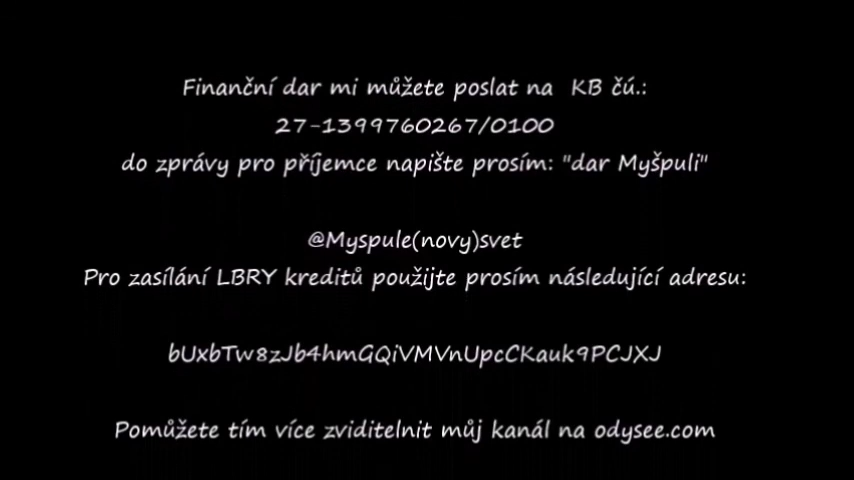 Finanční dar mi můžete poslat na KB čú.:
27-1399760267/0100
do zprávy pro příjemce napište prosím: "dar Myšpuli"
@Myspule(novy)svet
Pro zasílání LBRY kreditů použijte prosím následující adresu:
bUxbTw8zJb4hmGQiVMVnUpcCKauk9PCJXJ
Pomůžete tím více zviditelnit můj kanál na odysee.com